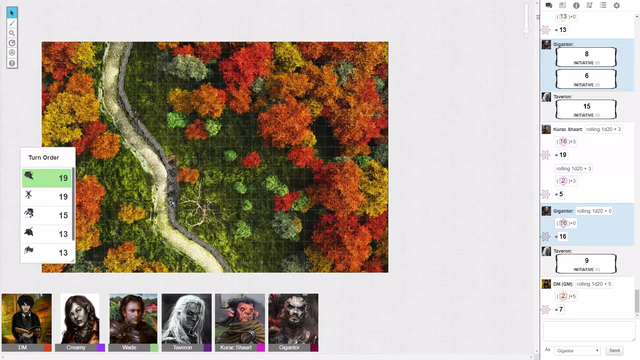 Turn Order
19
19
15
13
13
DM
Creamy
Wade
Taveron
Kurac Shaart
Gigantor
(13)+0
= 13
Gigantor:
8
INITIATIVE
6
INITIATIVE
Taveron:
15
INITIATIVE
Kurac Shaart: rolling 1d20 + 3
(16)+3
= 19
rolling 1d20 + 3
(2)+3
= 5
Gigantor: rolling 1d20 + 0
(16)+0
= 16
Taveron:
9
INITIATIVE
DM (GM): rolling 1d20 + 5
(2)+5
= 7
As: Gigantor Send